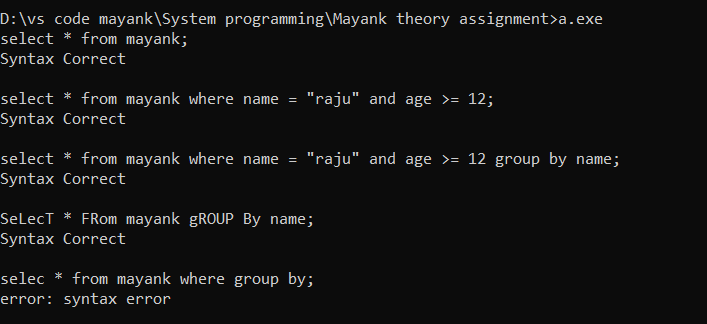 D:\vs code mayank\System programming\Mayank theory assignment>a.exe
select * from mayank;
Syntax Correct
select * from mayank where name = "raju" and age >= 12;
Syntax Correct
select * from mayank where name = "raju" and age >= 12 group by name;
Syntax Correct
SeLecT * FRom mayank gROUP By name;
Syntax Correct
selec * from mayank where group by;
error: syntax error